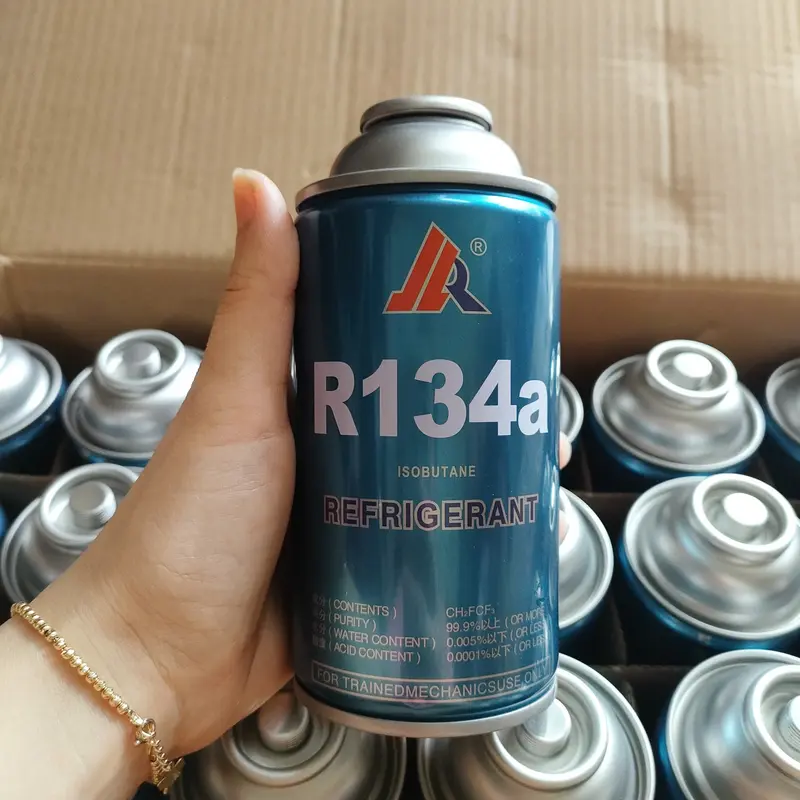 ®
R134a
ISOBUTANE
REFRIGERANT
(CONTENTS) CH₂FCF₃
(PURITY) 99.9%以上 (OR MORE
(WATER CONTENT) 0.005%以下 (OR LESS
(ACID CONTENT) 0.0001%以下 (OR LES
FOR TRAINEDMECHANICSUSE.ONLY